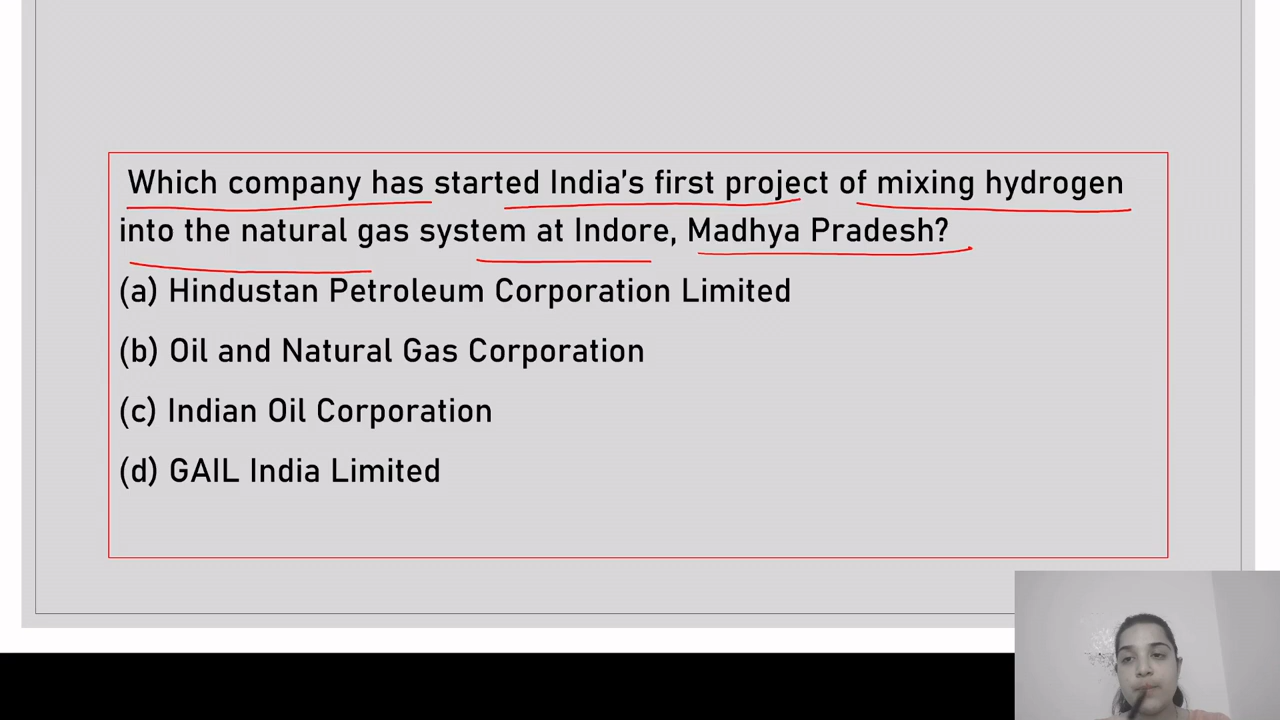 Which company has started India's first project of mixing hydrogen
into the natural gas system at Indore, Madhya Pradesh?
(a) Hindustan Petroleum Corporation Limited
(b) Oil and Natural Gas Corporation
(c) Indian Oil Corporation
(d) GAIL India Limited